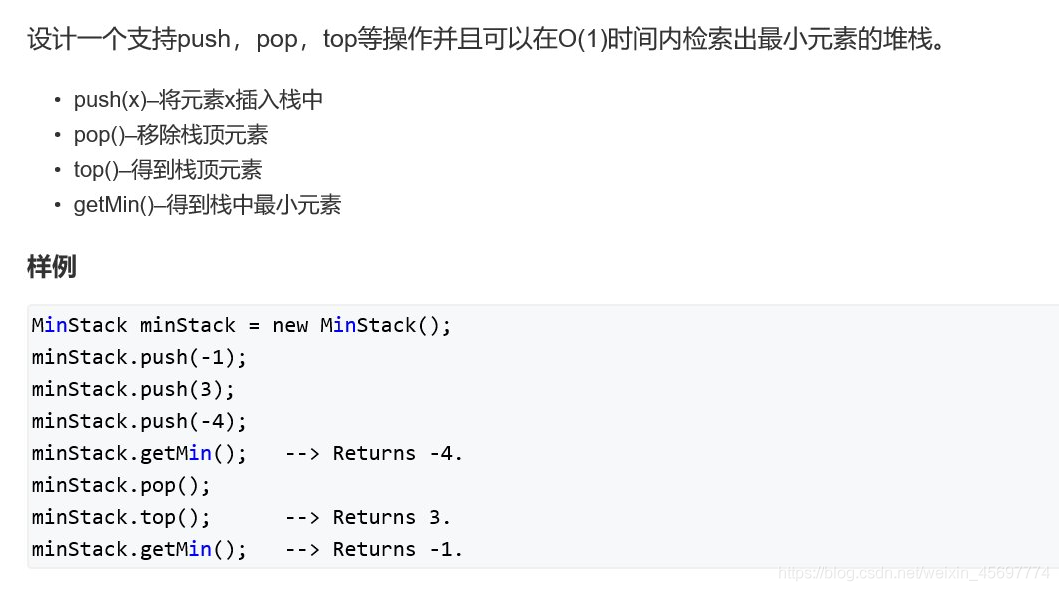 设计一个支持push，pop，top等操作并且可以在O(1)时间内检索出最小元素的堆栈。
• push(x)–将元素x插入栈中
• pop()–移除栈顶元素
• top()–得到栈顶元素
• getMin()–得到栈中最小元素
样例
MinStack minStack = new MinStack();
minStack.push(-1);
minStack.push(3);
minStack.push(-4);
minStack.getMin();   --> Returns -4.
minStack.pop();
minStack.top();      --> Returns 3.
minStack.getMin();   --> Returns -1.
https://blog.csdn.net/weixin_45697774